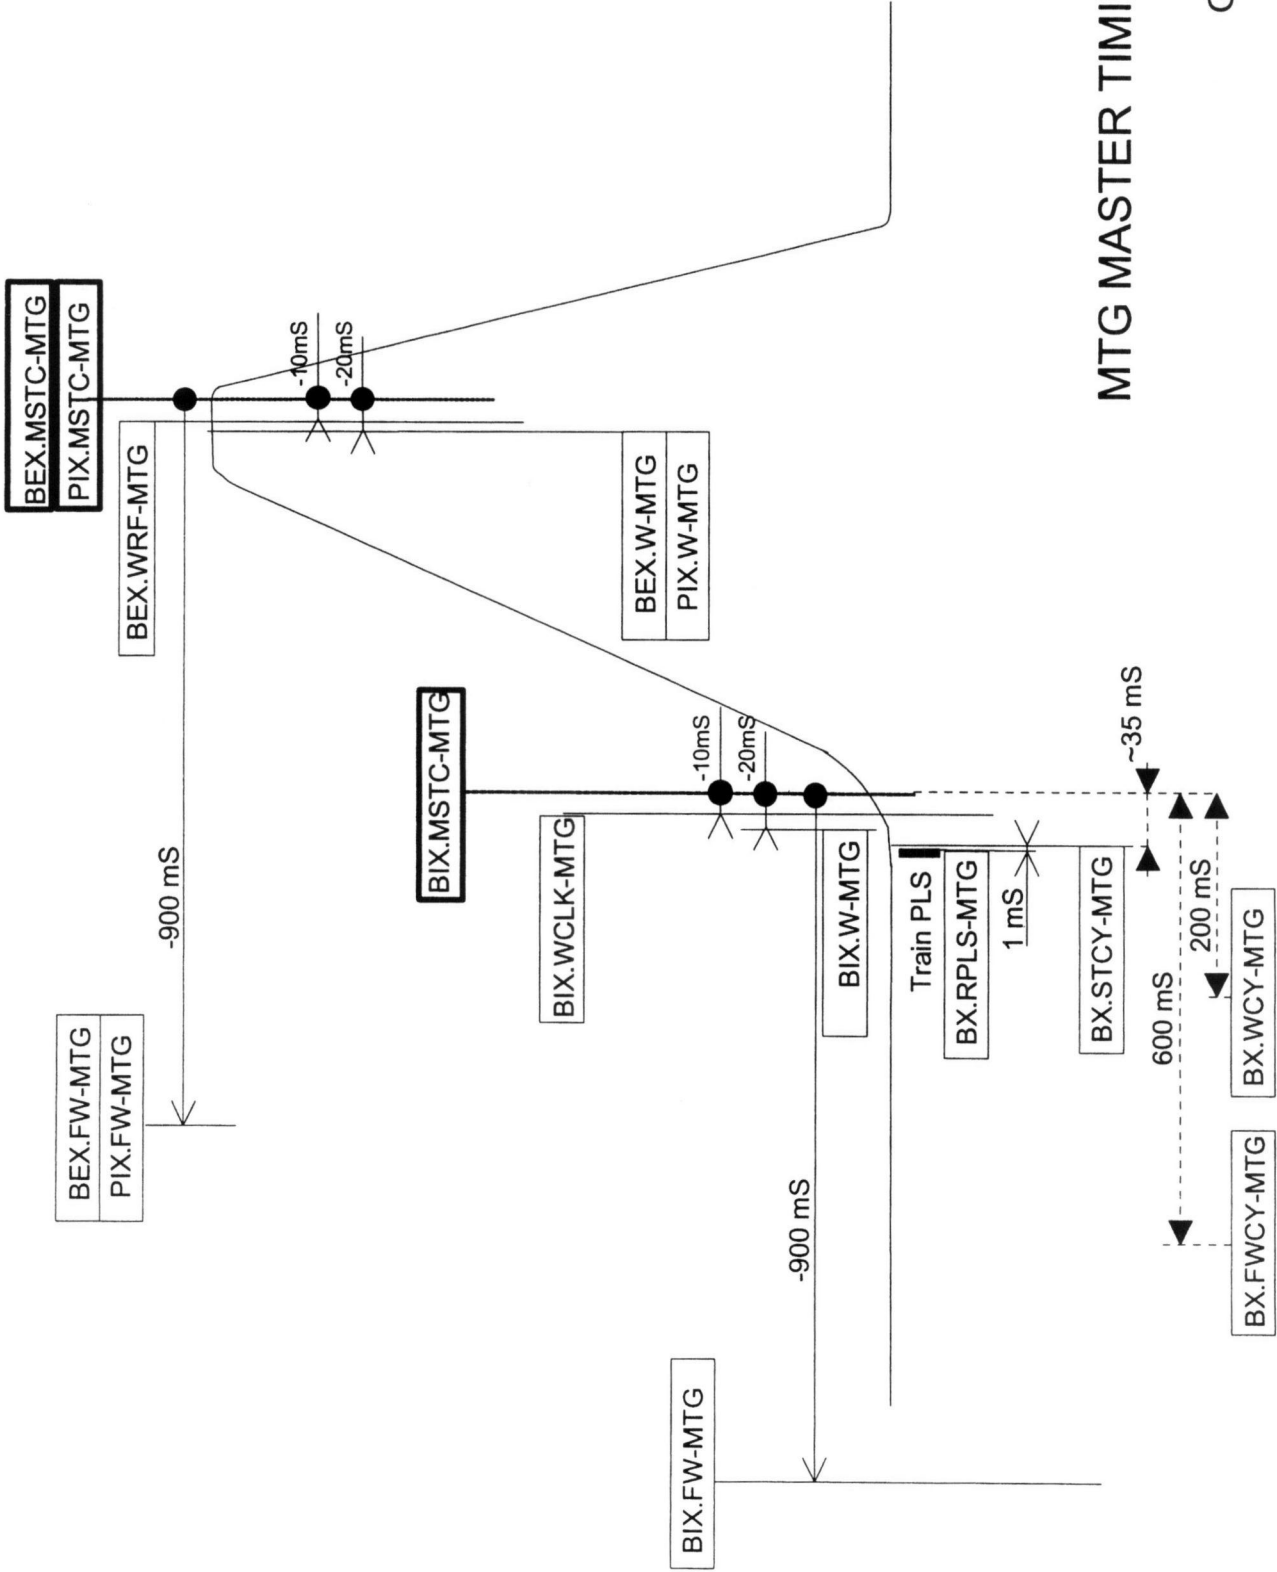 BEX.MSTC-MTG
PIX.MSTC-MTG
BEX.WRF-MTG
BEX.FW-MTG
PIX.FW-MTG
-900 mS
-10mS
-20mS
BEX.W-MTG
PIX.W-MTG
BIX.MSTC-MTG
BIX.WCLK-MTG
-10mS
-20mS
BIX.FW-MTG
-900 mS
BIX.W-MTG
Train PLS
BX.RPLS-MTG
1 mS
BX.STCY-MTG
~35 mS
600 mS
200 mS
BX.FWCY-MTG
BX.WCY-MTG
MTG MASTER TIMI